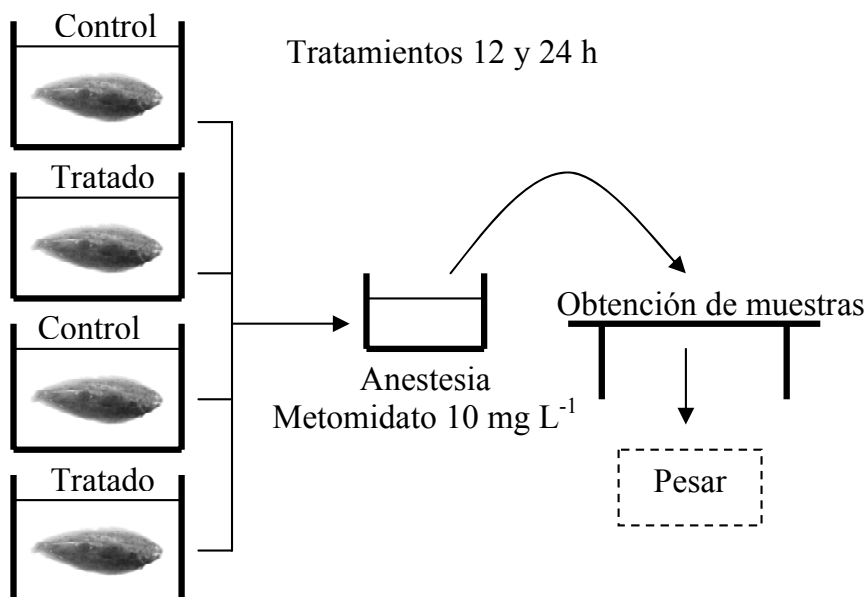 Control
Tratamientos 12 y 24 h
Tratado
Control
Tratado
Anestesia
Metomidato 10 mg L⁻¹
Obtención de muestras
Pesar